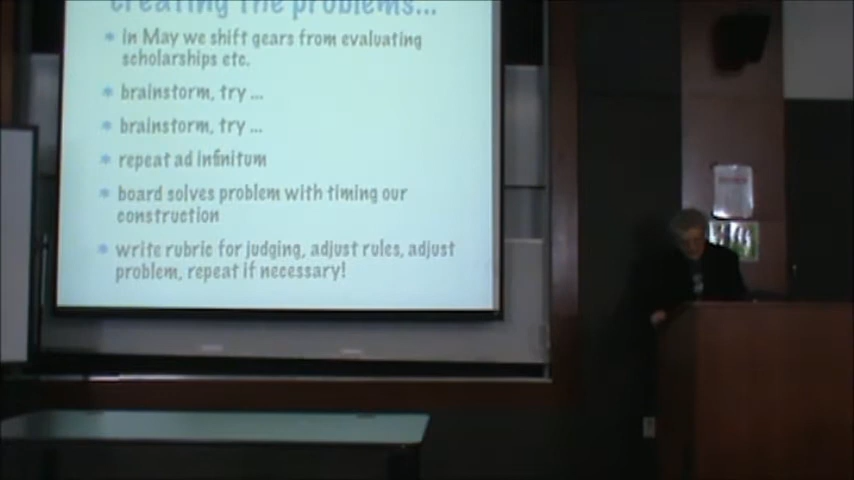 creating the problems...
* in May we shift gears from evaluating
scholarships etc.
* brainstorm, try ...
* brainstorm, try ...
* repeat ad infinitum
* board solves problem with timing our
construction
* write rubric for judging, adjust rules, adjust
problem, repeat if necessary!